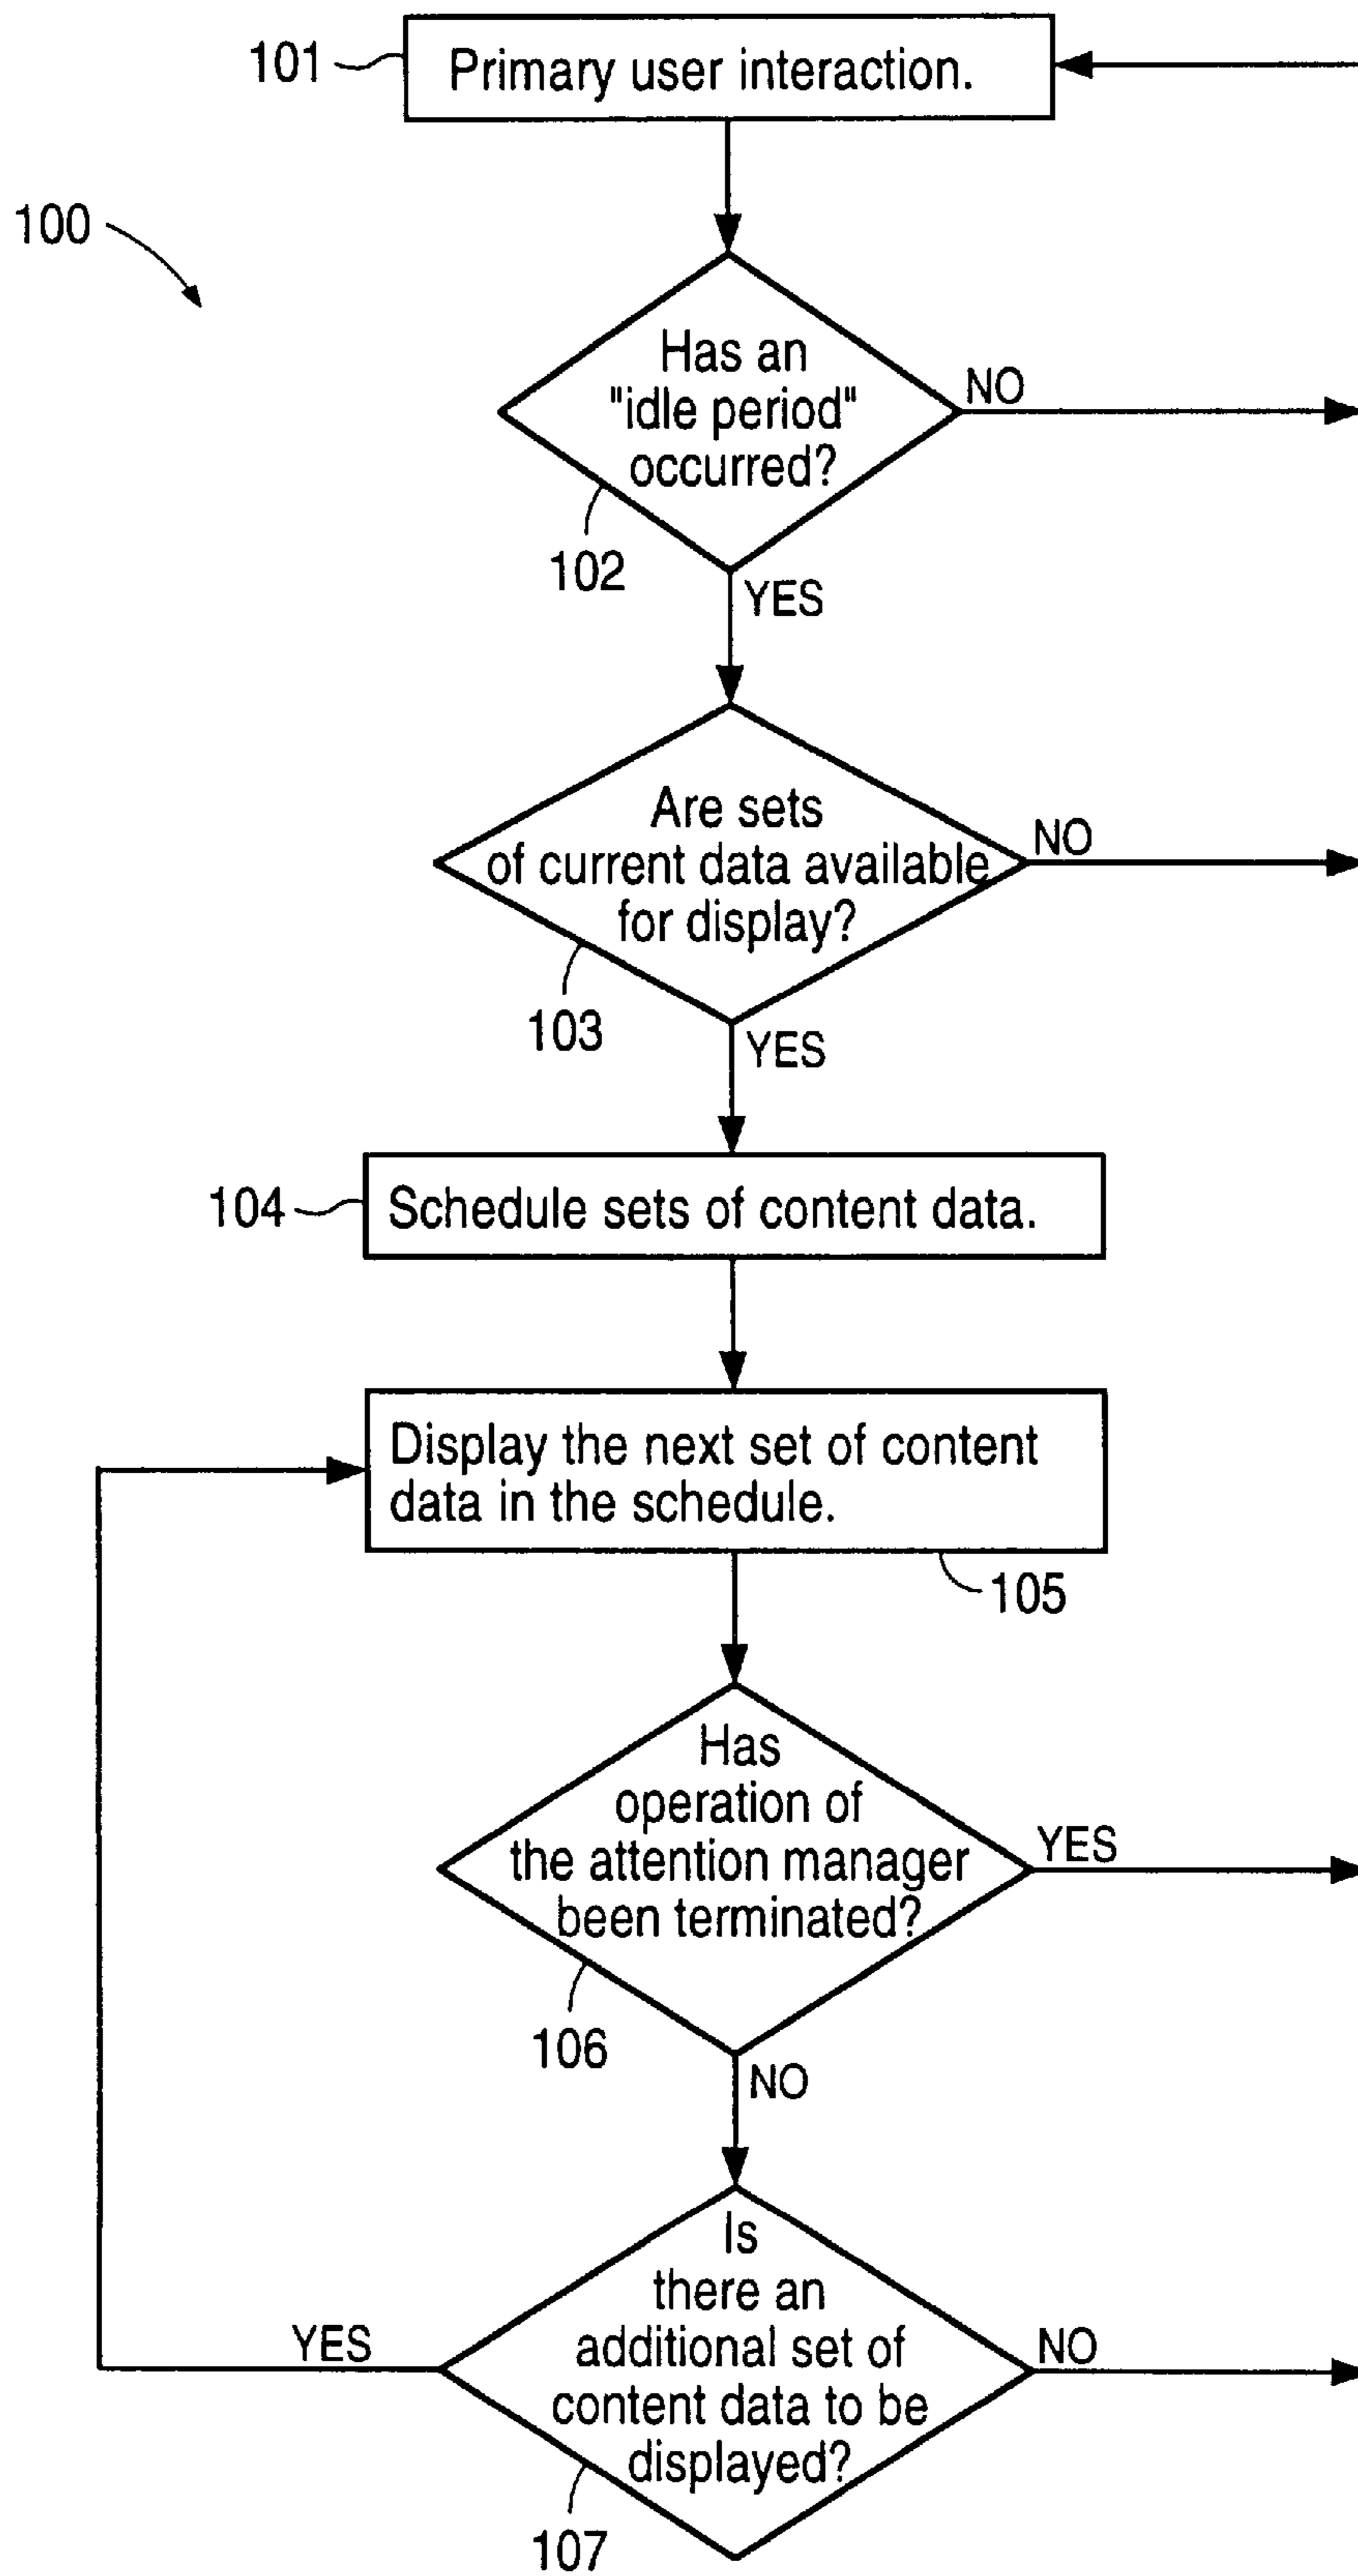 101
Primary user interaction.
100
Has an
"idle period"
occurred?
NO
102
YES
Are sets
of current data available
for display?
NO
103
YES
104
Schedule sets of content data.
Display the next set of content
data in the schedule.
105
Has
operation of
the attention manager
been terminated?
YES
106
NO
Is
there an
additional set of
content data to be
displayed?
YES
NO
107